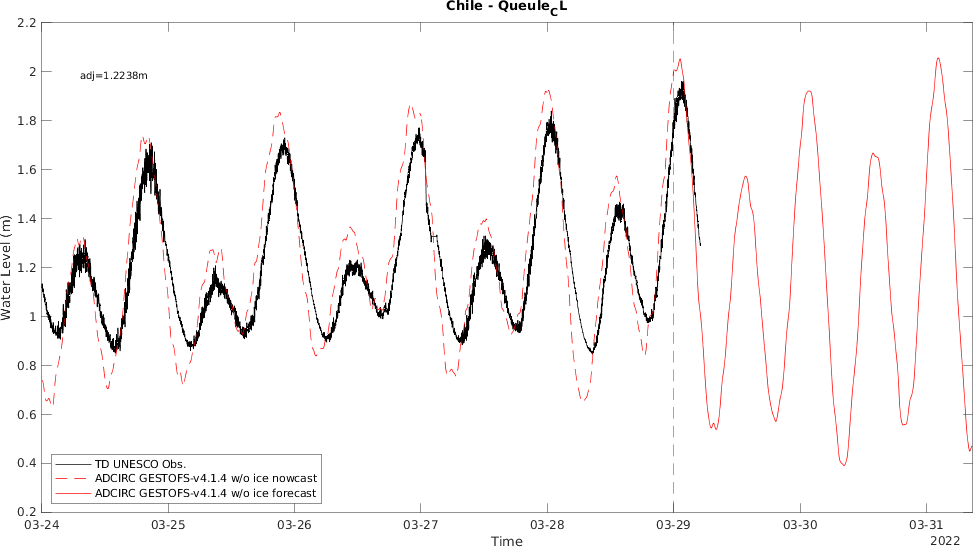 Chile - Queule_CL
2.2
2
1.8
1.6
1.4
1.2
1
0.8
0.6
0.4
0.2
Water Level (m)
adj=1.2238m
TD UNESCO Obs.
ADCIRC GESTOFS-v4.1.4 w/o ice nowcast
ADCIRC GESTOFS-v4.1.4 w/o ice forecast
03-24 03-25 03-26 03-27 03-28 03-29 03-30 03-31
Time 2022